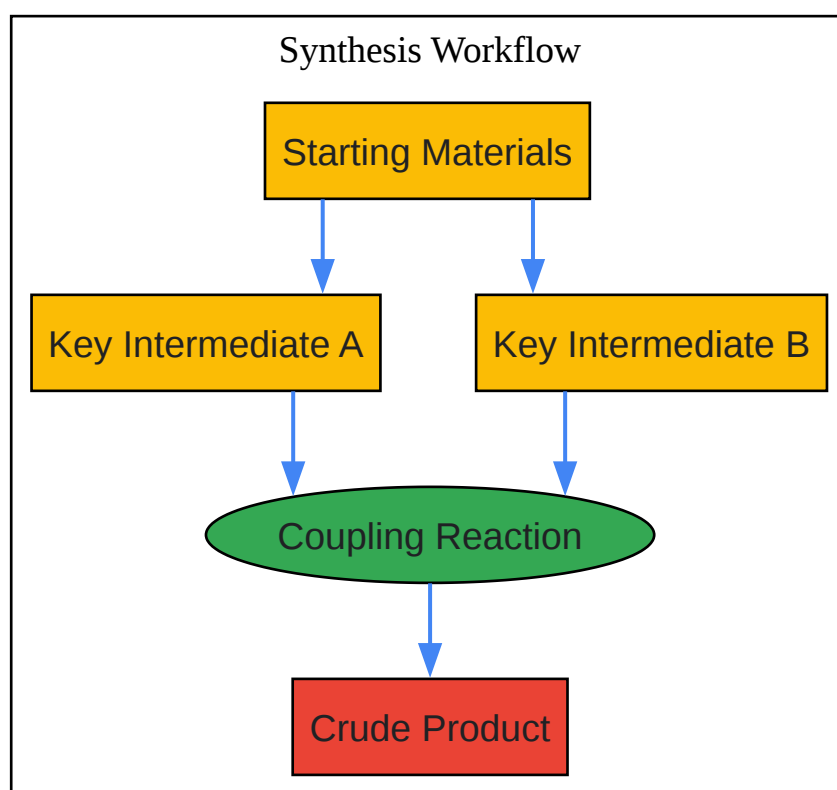 Synthesis Workflow
Starting Materials
Key Intermediate A
Key Intermediate B
Coupling Reaction
Crude Product